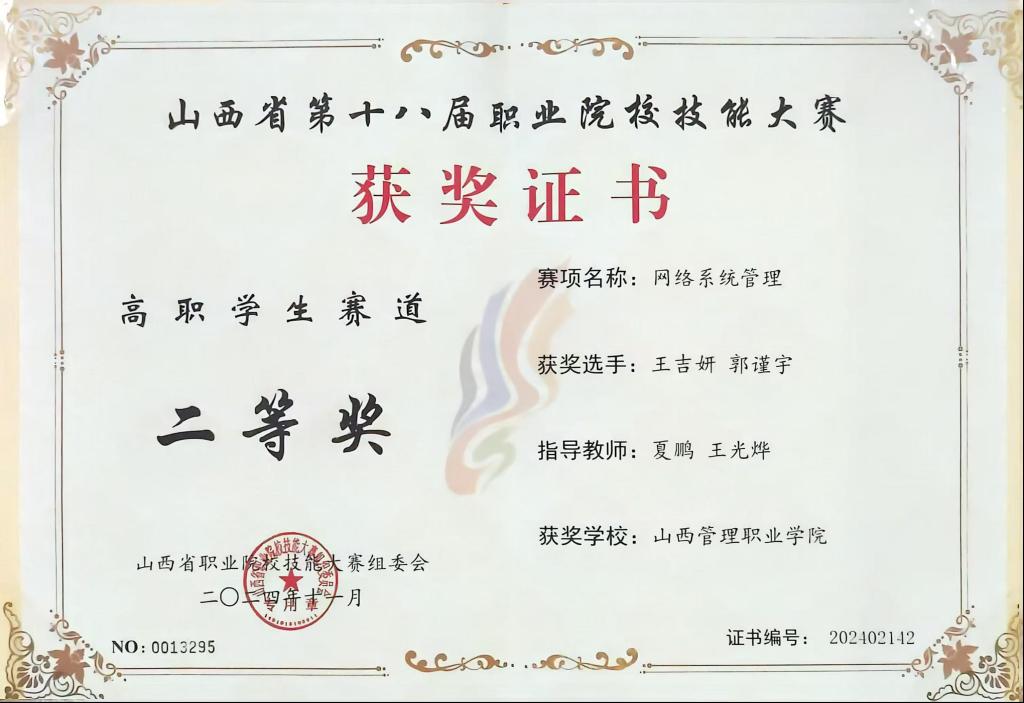 山西省第十八届职业院校技能大赛
获奖证书
高职学生赛道
二等奖
赛项名称：网络系统管理
获奖选手：王吉妍 郭谨宇
指导教师：夏鹏 王光烨
获奖学校：山西管理职业学院
山西省职业院校技能大赛组委会
二〇二四年十一月
NO：0013295
证书编号： 202402142